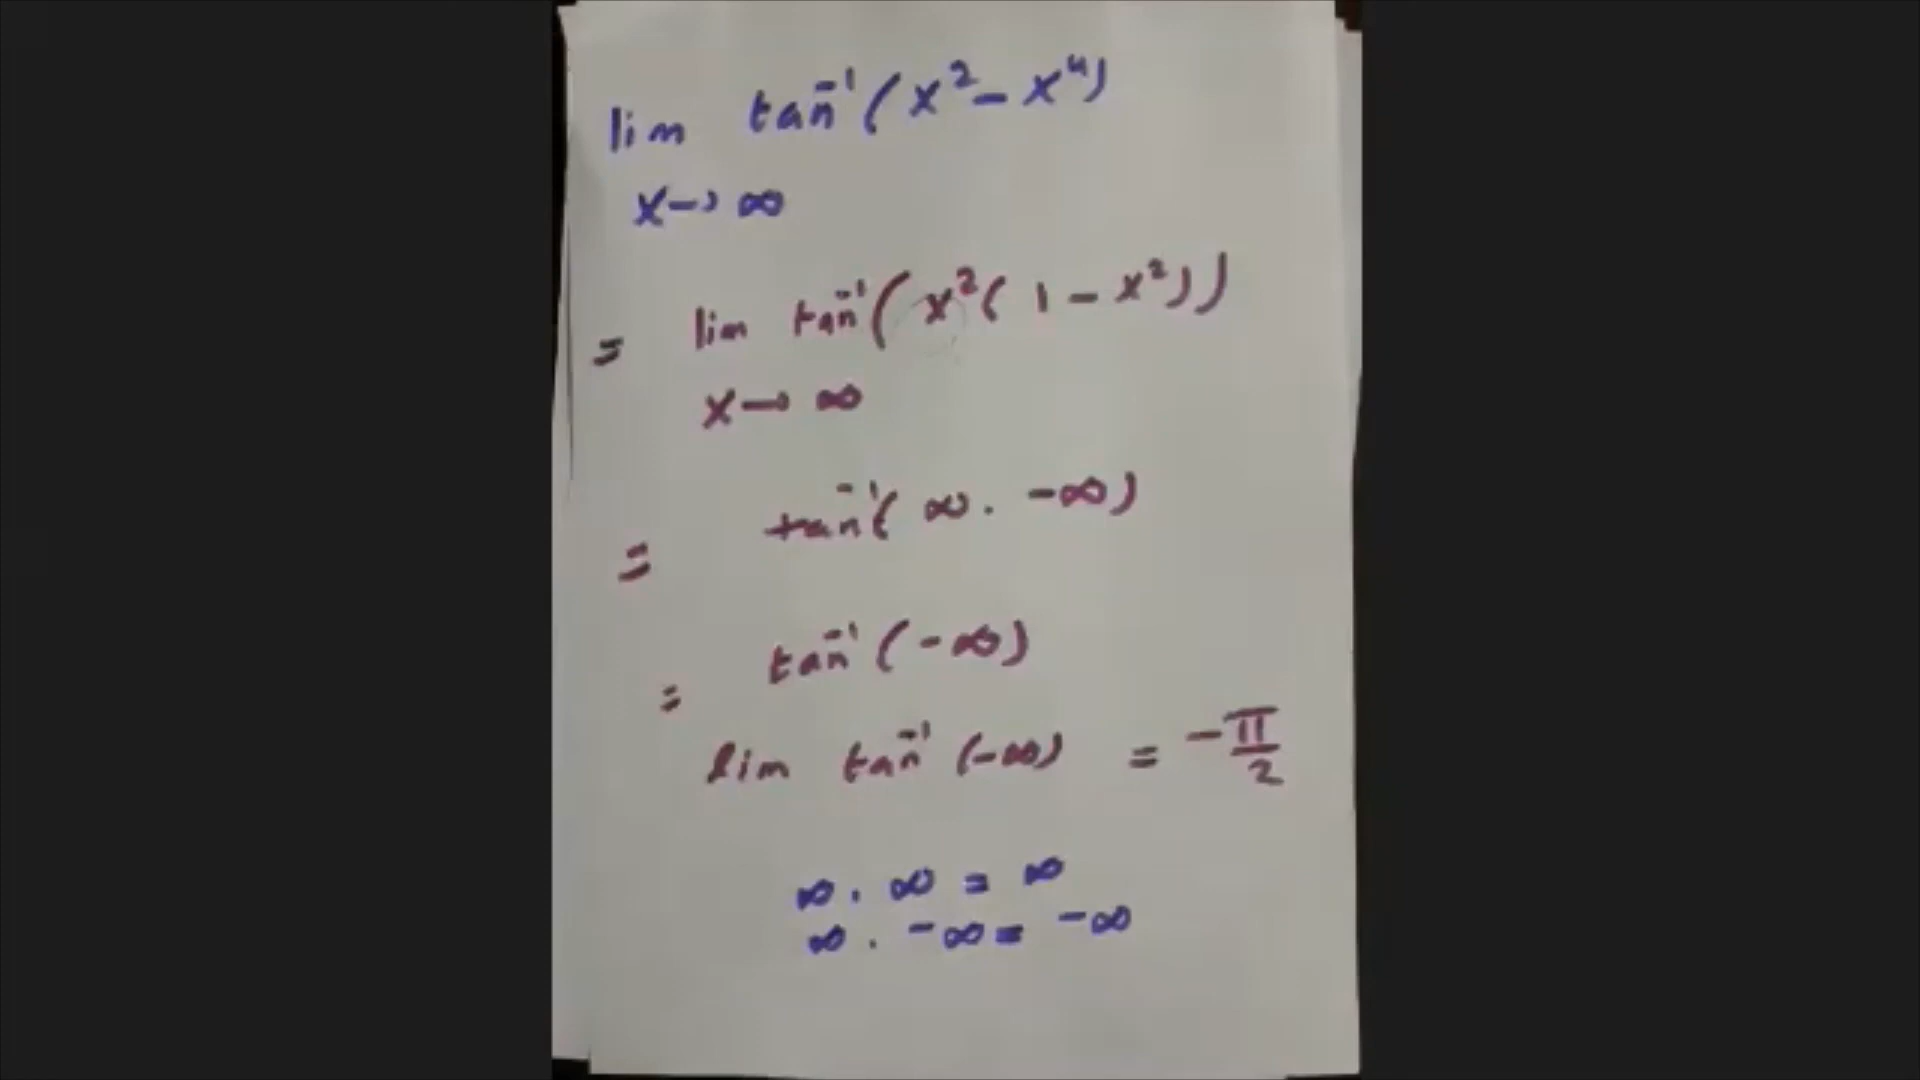 lim tan⁻¹(x² − x⁴)
x→∞
= lim tan⁻¹(x²(1 − x²))
x→∞
= tan⁻¹(∞ . −∞)
= tan⁻¹(−∞)
lim tan⁻¹(−∞) = −π/2
∞ . ∞ = ∞
∞ . −∞ = −∞